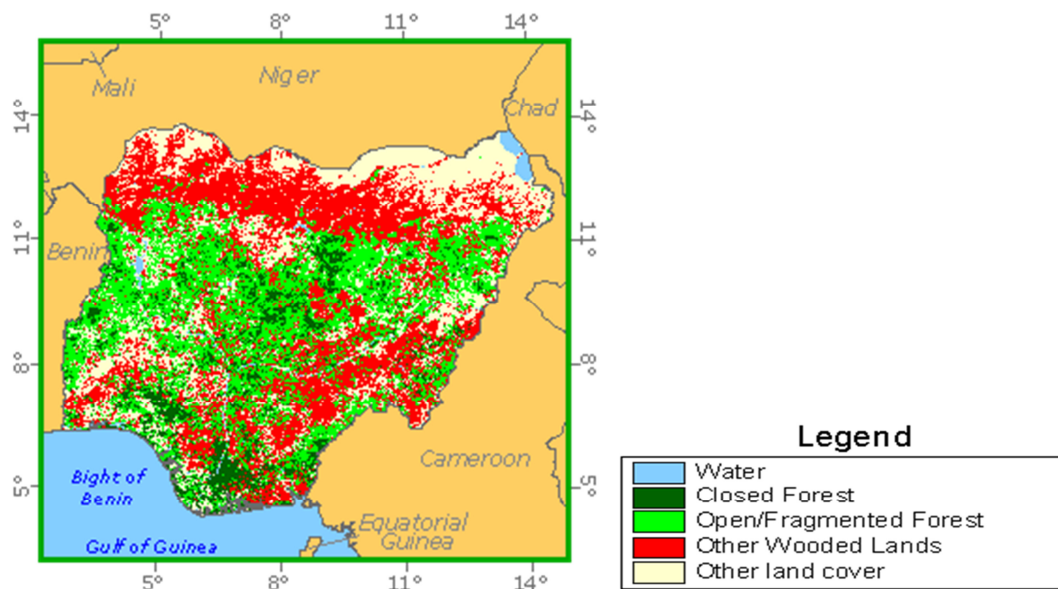 5°
8°
11°
14°
Niger
Mali
Chad
14°
14°
11°
11°
Benin
8°
8°
Cameroon
Bight of
Benin
5°
5°
Equatorial
Guinea
Gulf of Guinea
5°
8°
11°
14°
Legend
Water
Closed Forest
Open/Fragmented Forest
Other Wooded Lands
Other land cover